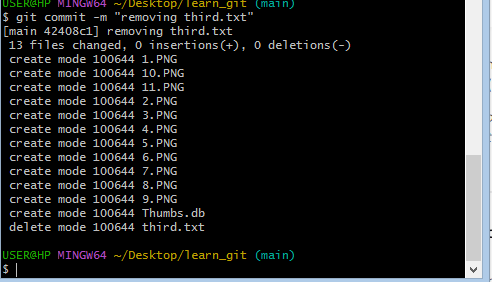 USER@HP MINGW64 ~/Desktop/learn_git (main)
$ git commit -m "removing third.txt"
[main 42408c1] removing third.txt
 13 files changed, 0 insertions(+), 0 deletions(-)
 create mode 100644 1.PNG
 create mode 100644 10.PNG
 create mode 100644 11.PNG
 create mode 100644 2.PNG
 create mode 100644 3.PNG
 create mode 100644 4.PNG
 create mode 100644 5.PNG
 create mode 100644 6.PNG
 create mode 100644 7.PNG
 create mode 100644 8.PNG
 create mode 100644 9.PNG
 create mode 100644 Thumbs.db
 delete mode 100644 third.txt
USER@HP MINGW64 ~/Desktop/learn_git (main)
$